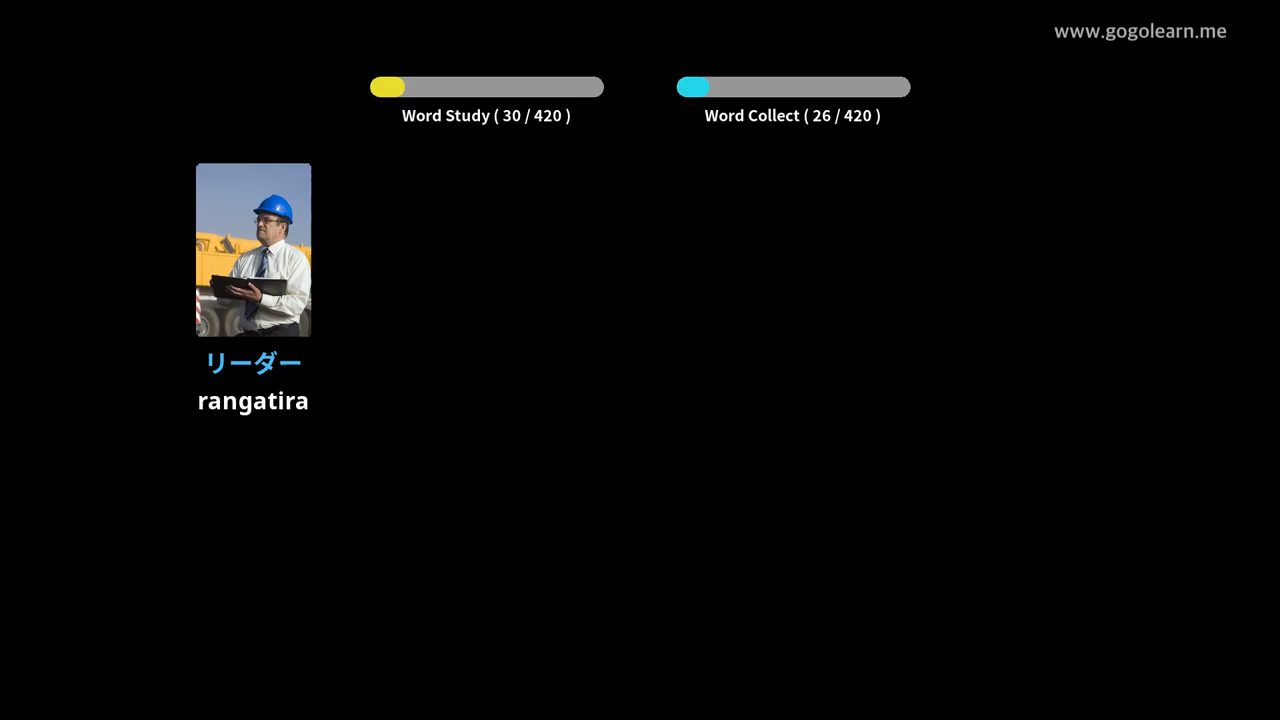 www.gogolearn.me
Word Study ( 30 / 420 )
Word Collect ( 26 / 420 )
リーダー
rangatira